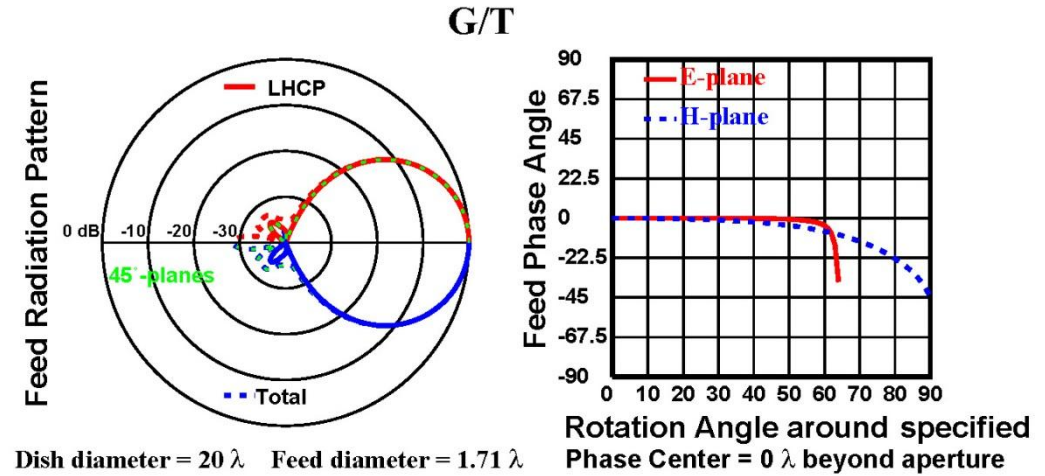 G/T
Feed Radiation Pattern
LHCP
0 dB -10 -20 -30
45°-planes
Total
Dish diameter = 20 λ Feed diameter = 1.71 λ
Feed Phase Angle
E-plane
H-plane
90
67.5
45
22.5
0
-22.5
-45
-67.5
-90
0 10 20 30 40 50 60 70 80 90
Rotation Angle around specified
Phase Center = 0 λ beyond aperture